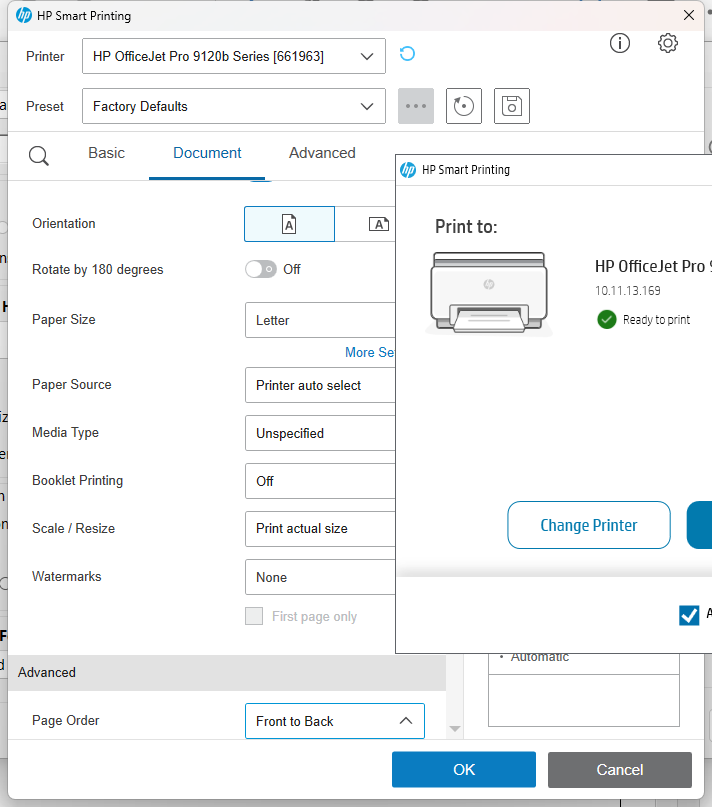 HP Smart Printing
Printer
HP OfficeJet Pro 9120b Series [661963]
Preset
Factory Defaults
Basic
Document
Advanced
HP Smart Printing
Print to:
HP OfficeJet Pro
10.11.13.169
Ready to print
Change Printer
Orientation
Rotate by 180 degrees
Off
Paper Size
Letter
More Se
Paper Source
Printer auto select
Media Type
Unspecified
Booklet Printing
Off
Scale / Resize
Print actual size
Watermarks
None
First page only
Automatic
Advanced
Page Order
Front to Back
OK
Cancel